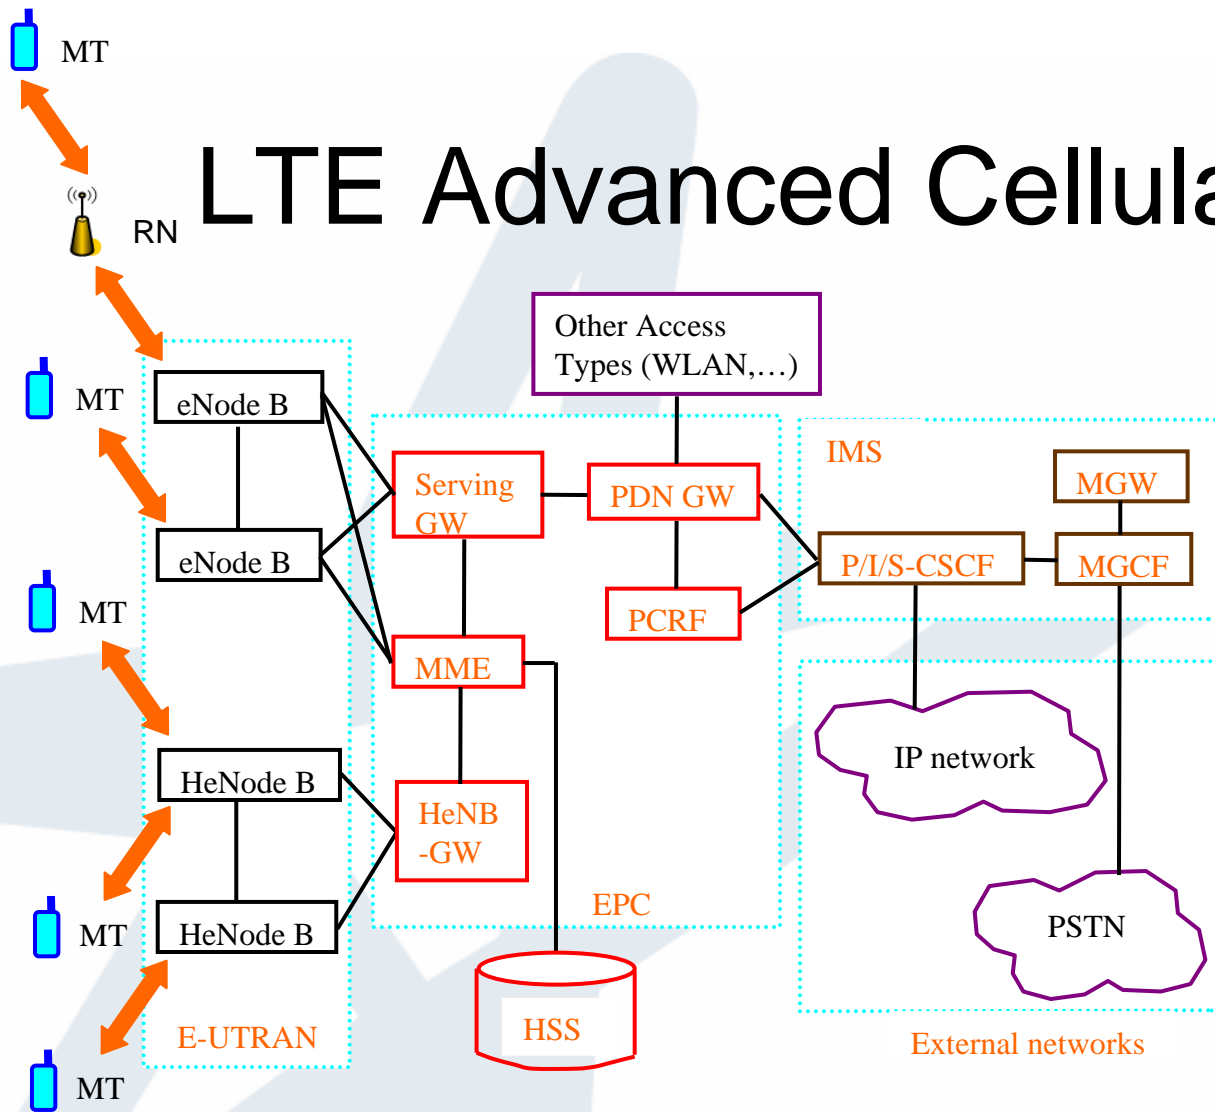 MT
LTE Advanced Cellula
RN
Other Access
Types (WLAN,…)
MT
eNode B
IMS
Serving
GW
PDN GW
MGW
eNode B
P/I/S-CSCF
MGCF
MT
PCRF
MME
IP network
HeNode B
HeNB
-GW
EPC
MT
HeNode B
PSTN
HSS
E-UTRAN
External networks
MT